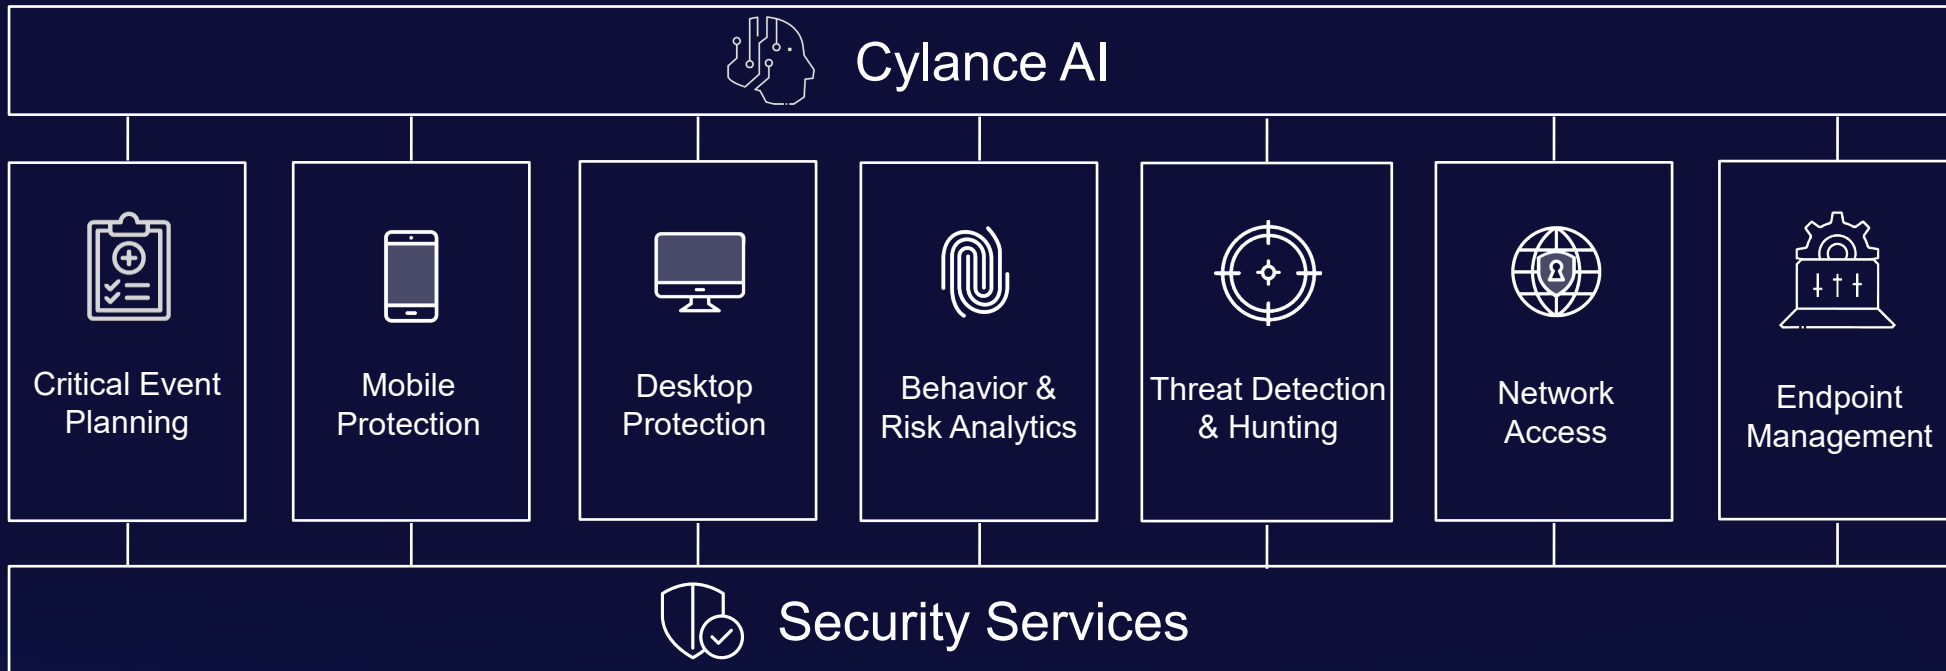 Cylance AI
Critical Event
Planning
Mobile
Protection
Desktop
Protection
Behavior &
Risk Analytics
Threat Detection
& Hunting
Network
Access
Endpoint
Management
Security Services